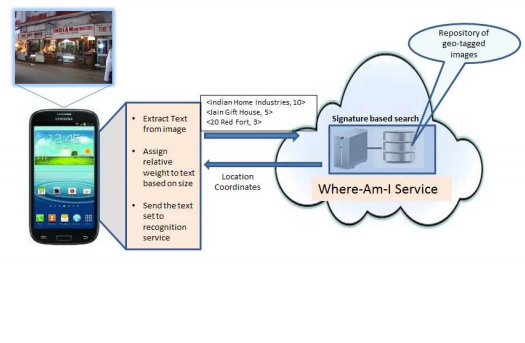 INDIAN
SAMSUNG
• Extract Text
from image
• Assign
relative
weight to text
based on size
• Send the text
set to
recognition
service
<Indian Home Industries, 10>
<Jain Gift House, 5>
<20 Red Fort, 3>
Location
Coordinates
Repository of
geo-tagged
images
Signature based search
Where-Am-I Service